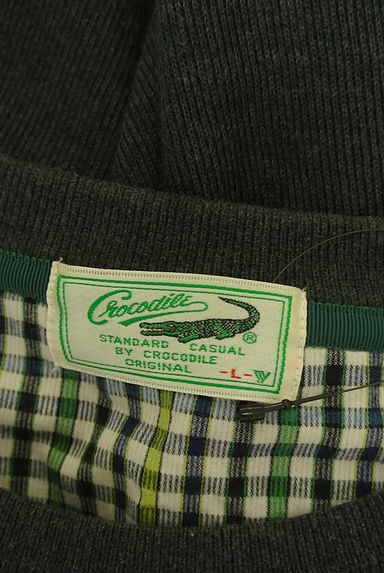 Crocodile
®
STANDARD CASUAL
BY CROCODILE
ORIGINAL
-L-